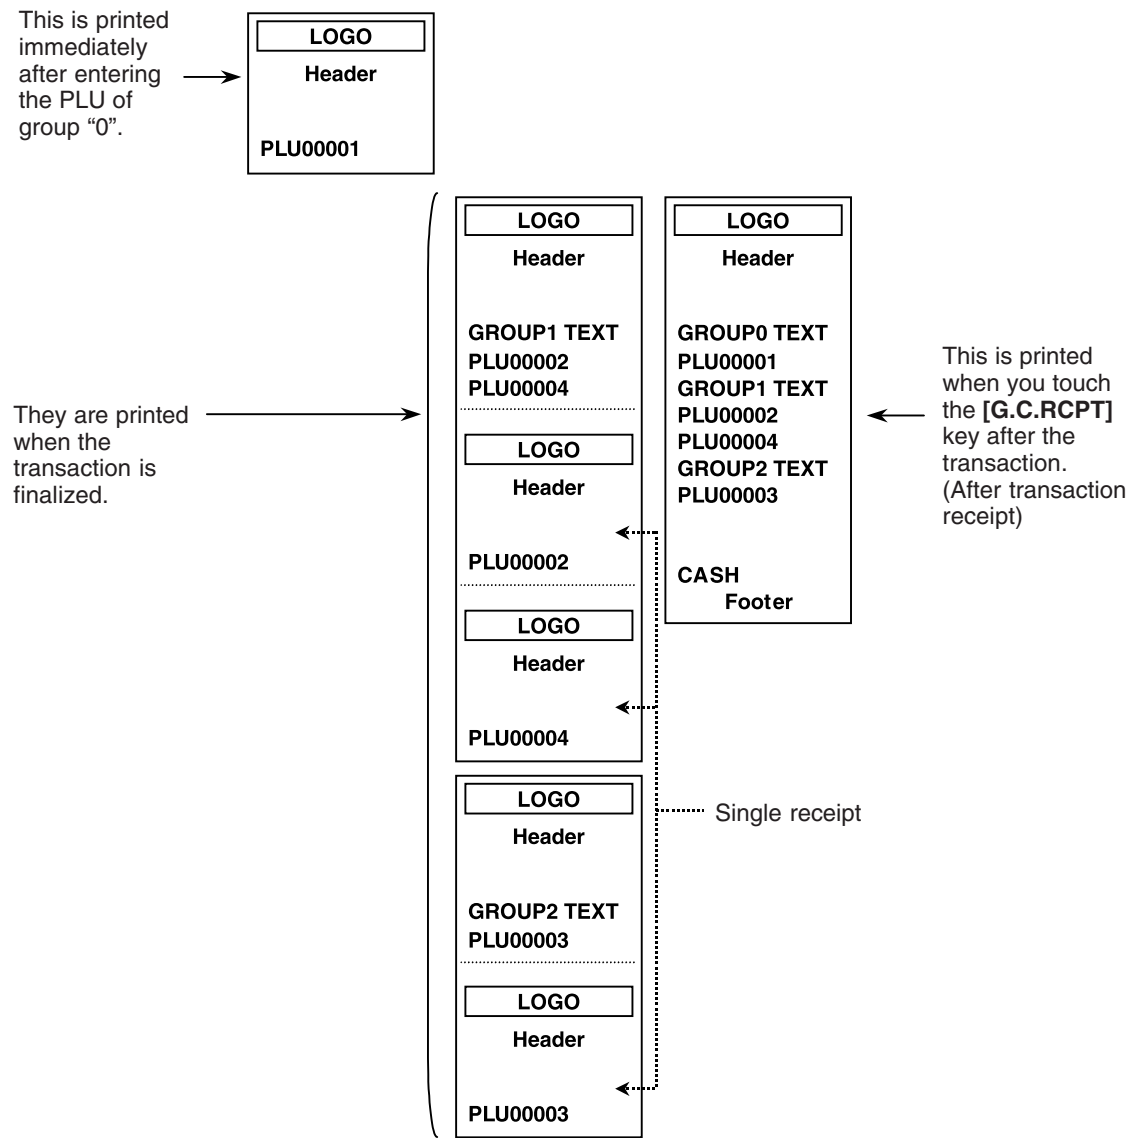 This is printed
immediately
after entering
the PLU of
group “0”.
LOGO
Header
PLU00001
They are printed
when the
transaction is
finalized.
LOGO
Header
GROUP1 TEXT
PLU00002
PLU00004
LOGO
Header
PLU00002
LOGO
Header
PLU00004
LOGO
Header
GROUP2 TEXT
PLU00003
LOGO
Header
PLU00003
LOGO
Header
GROUP0 TEXT
PLU00001
GROUP1 TEXT
PLU00002
PLU00004
GROUP2 TEXT
PLU00003
CASH
Footer
This is printed
when you touch
the [G.C.RCPT]
key after the
transaction.
(After transaction
receipt)
Single receipt